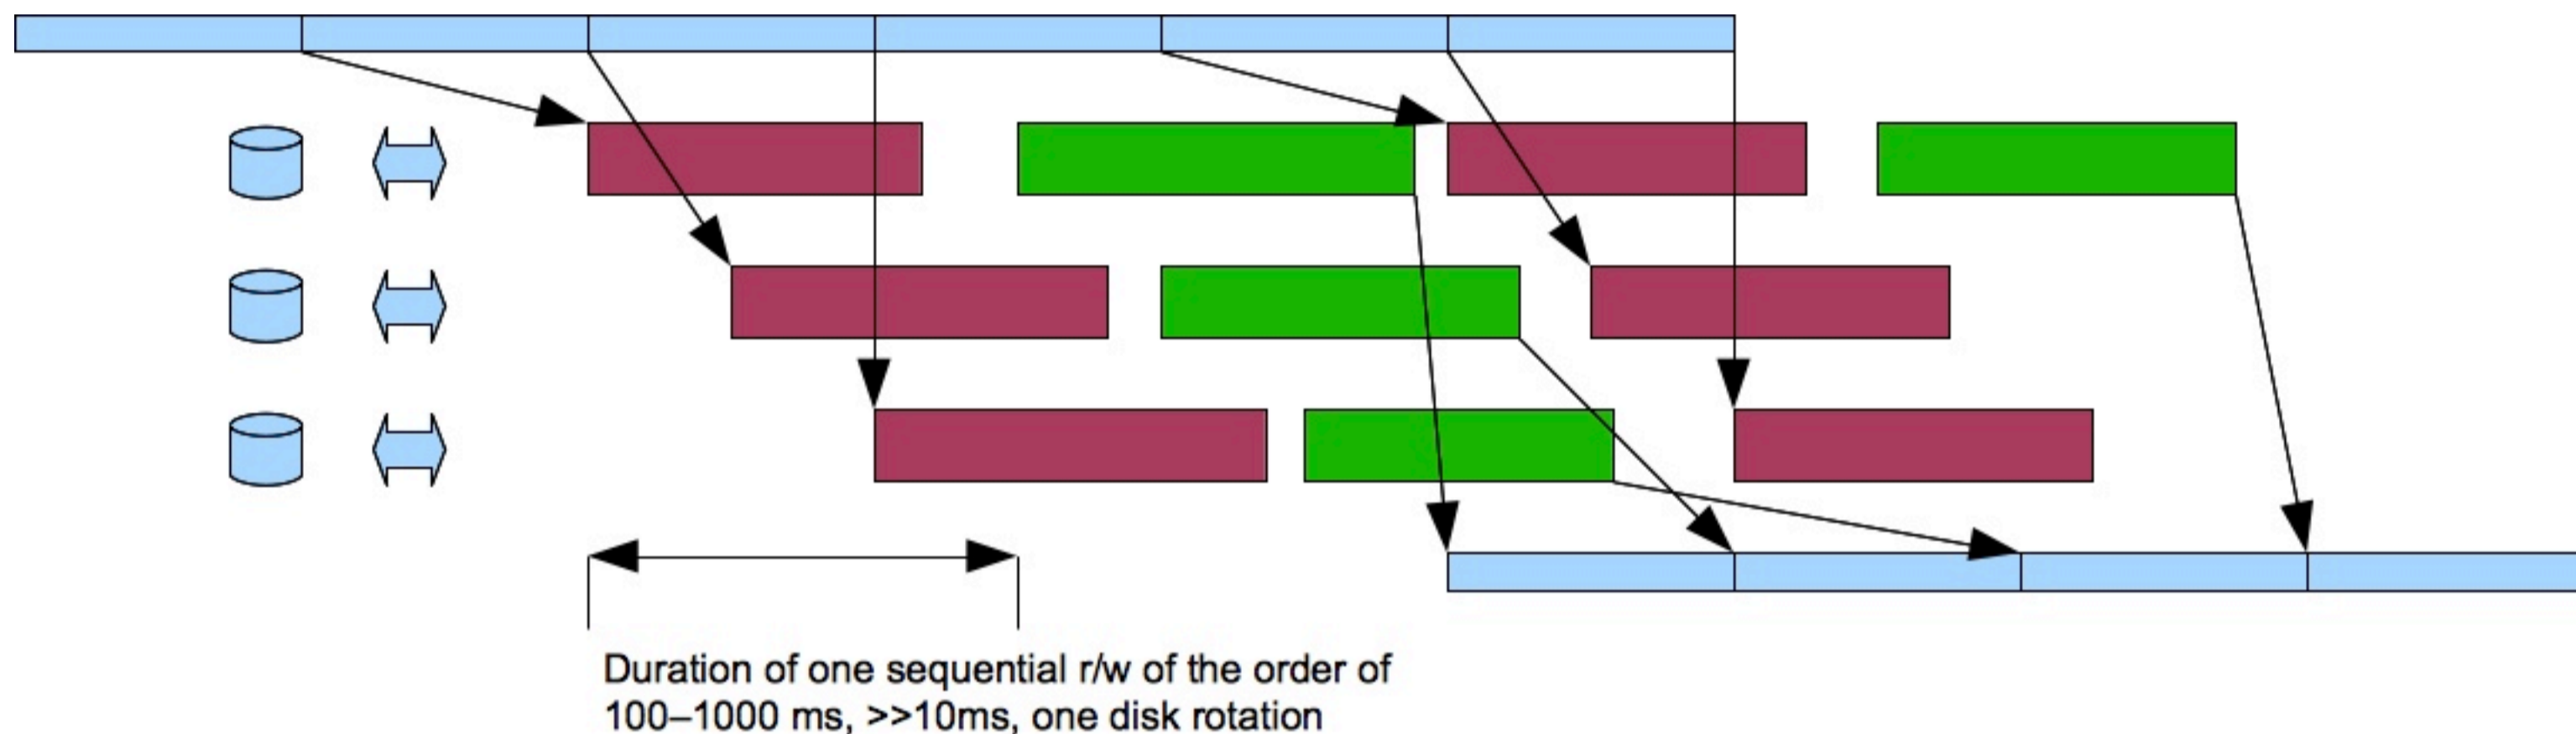 Duration of one sequential r/w of the order of
100–1000 ms, >>10ms, one disk rotation